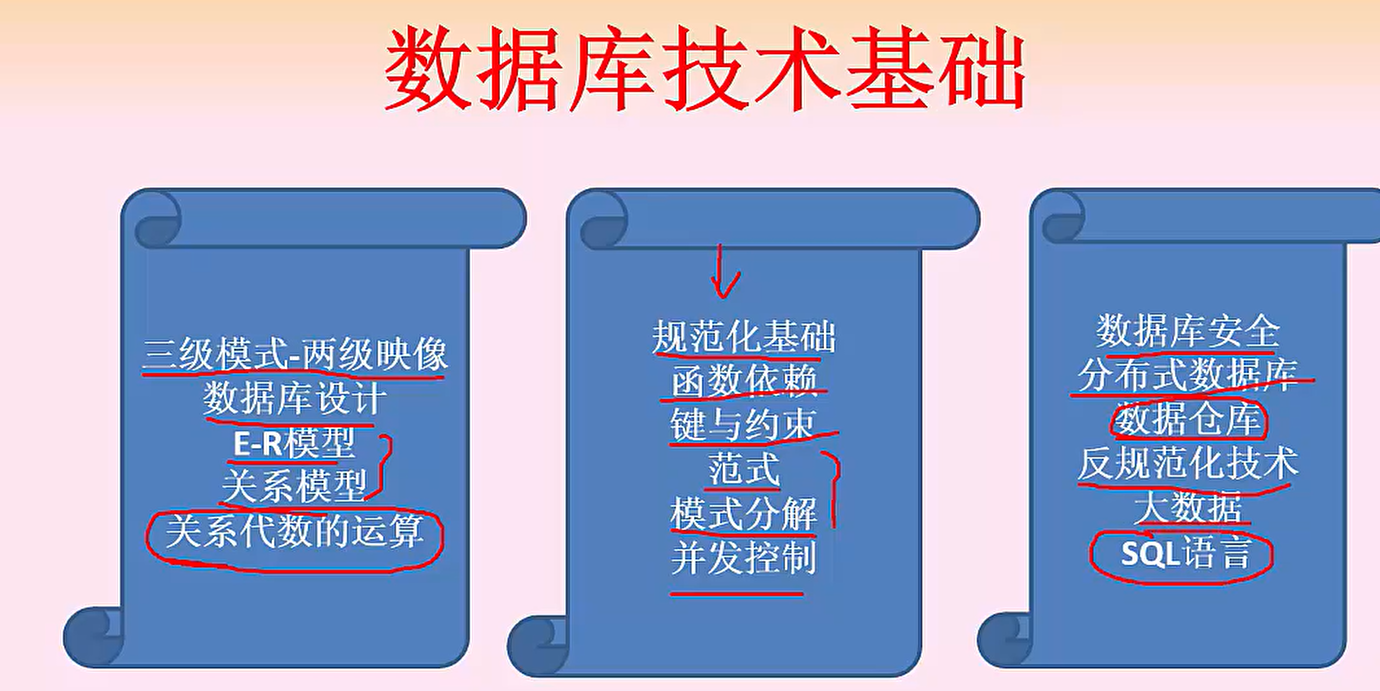 数据库技术基础
三级模式-两级映像
数据库设计
E-R模型
关系模型
关系代数的运算
规范化基础
函数依赖
键与约束
范式
模式分解
并发控制
数据库安全
分布式数据库
数据仓库
反规范化技术
大数据
SQL语言